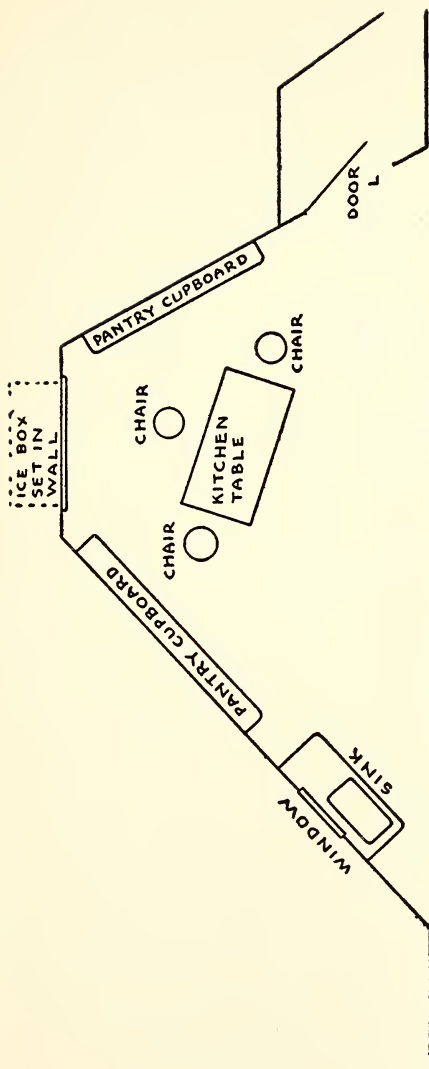 ICE BOX
SET IN
WALL
PANTRY CUPBOARD
DOOR
L
CHAIR
CHAIR
KITCHEN
TABLE
CHAIR
PANTRY CUPBOARD
WINDOW
SINK